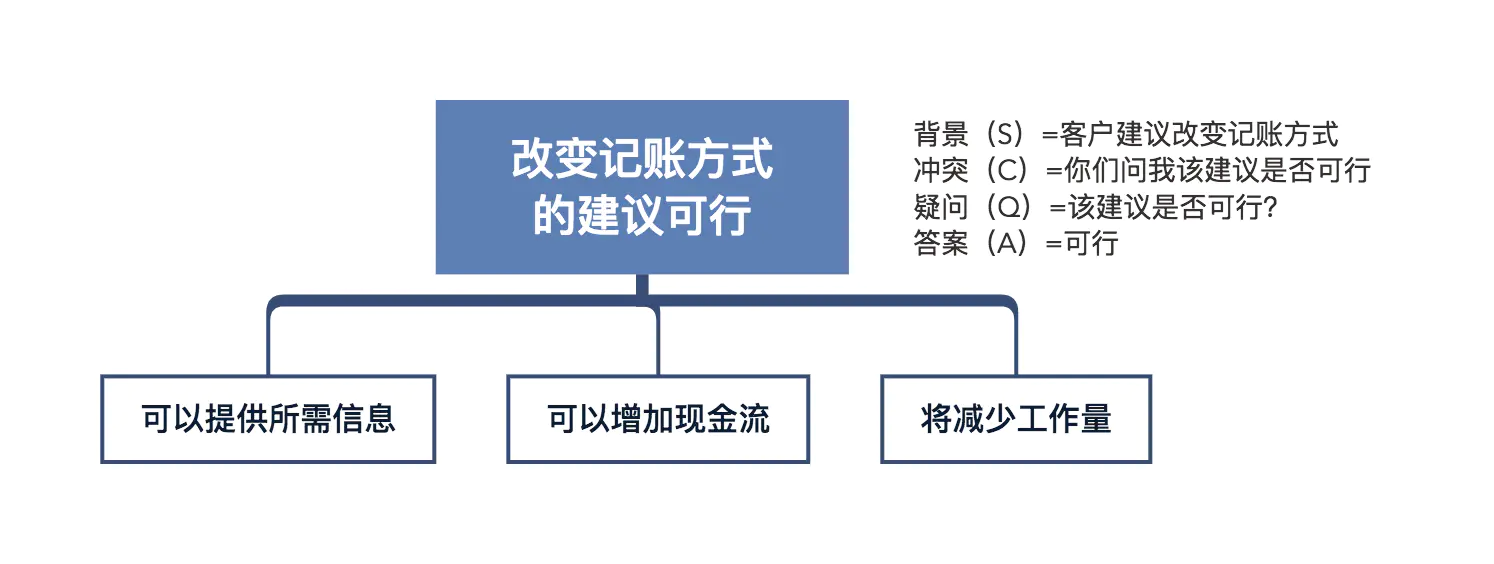 改变记账方式
的建议可行
背景（S）=客户建议改变记账方式
冲突（C）=你们问我该建议是否可行
疑问（Q）=该建议是否可行?
答案（A）=可行
可以提供所需信息
可以增加现金流
将减少工作量